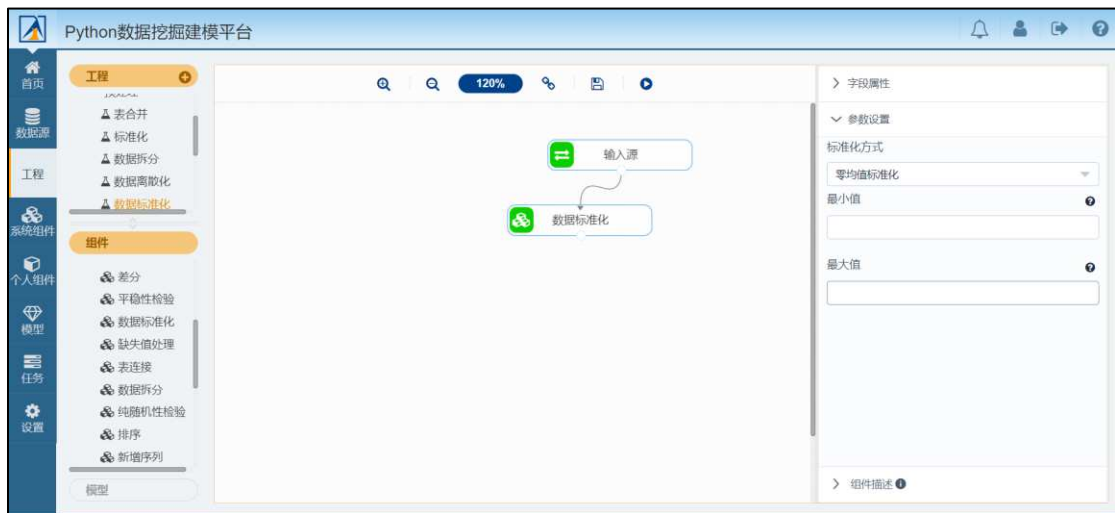 Python数据挖掘建模平台
首页
数据源
工程
系统组件
个人组件
模型
任务
设置
工程
表合并
标准化
数据拆分
数据离散化
数据标准化
组件
差分
平稳性检验
数据标准化
缺失值处理
表连接
数据拆分
纯随机性检验
排序
新增序列
模型
120%
输入源
数据标准化
字段属性
参数设置
标准化方式
零均值标准化
最小值
最大值
组件描述